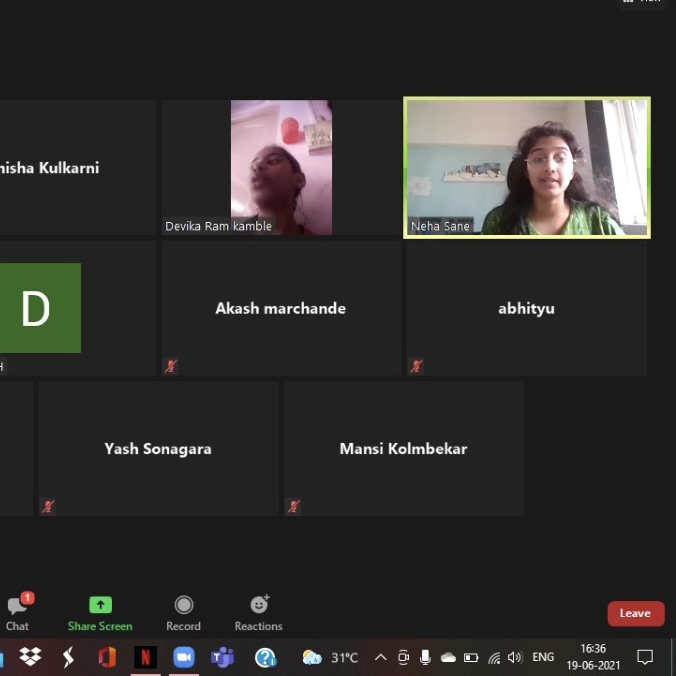 nisha Kulkarni
Devika Ram kamble
Neha Sane
D
H
Akash marchande
abhityu
Yash Sonagara
Mansi Kolmbekar
1
Chat
Share Screen
Record
Reactions
Leave
N
T
?
31°C
ENG
16:36
19-06-2021